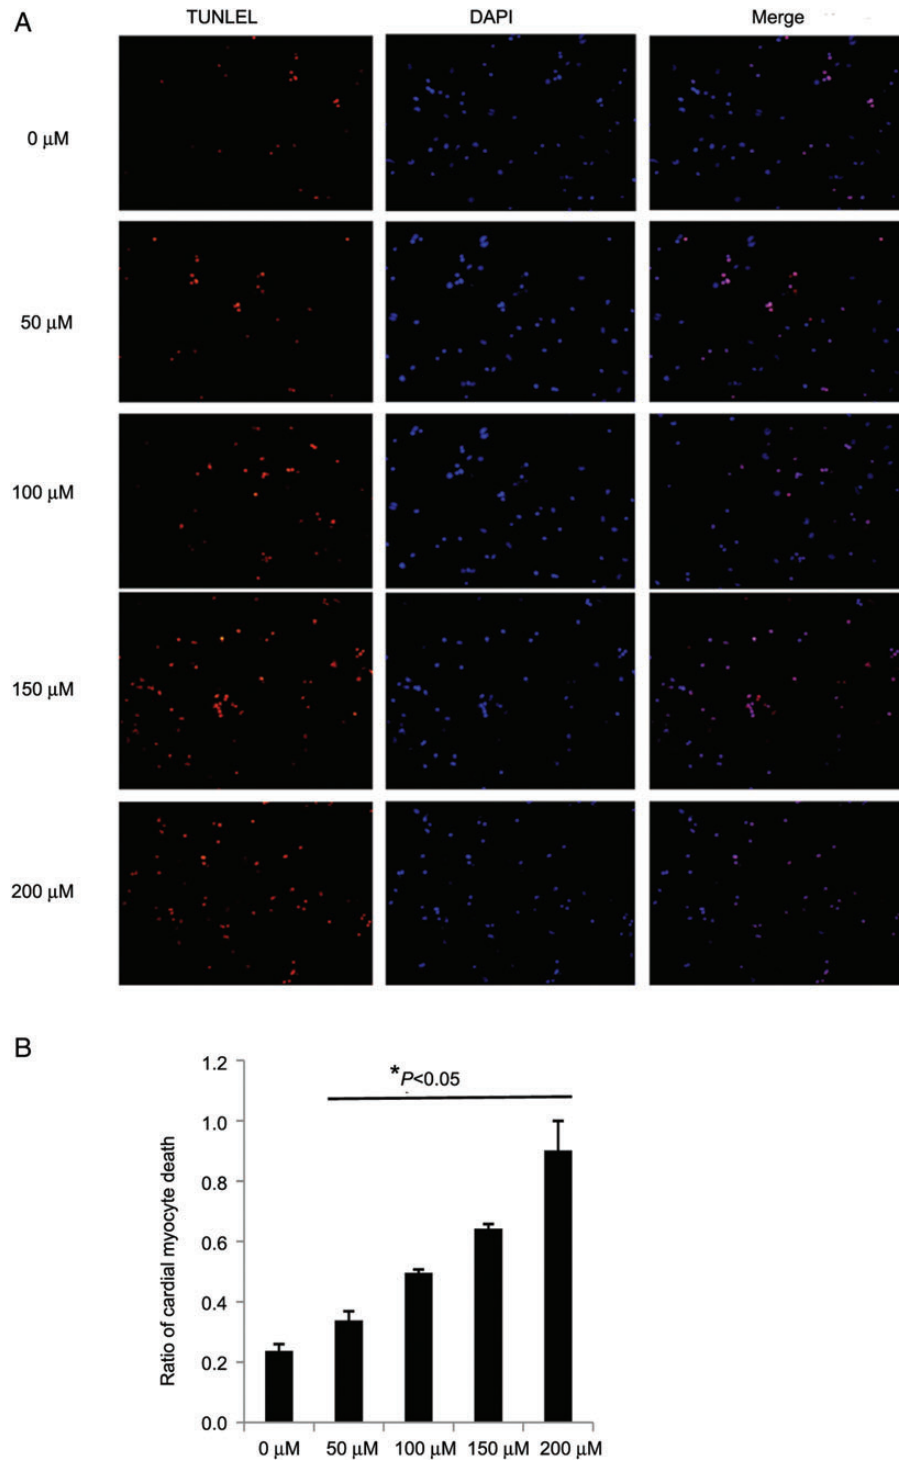 A
TUNLEL DAPI Merge
0 μM
50 μM
100 μM
150 μM
200 μM
B
1.2
1.0
0.8
0.6
0.4
0.2
0.0
Ratio of cardial myocyte death
*P<0.05
0 μM 50 μM 100 μM 150 μM 200 μM